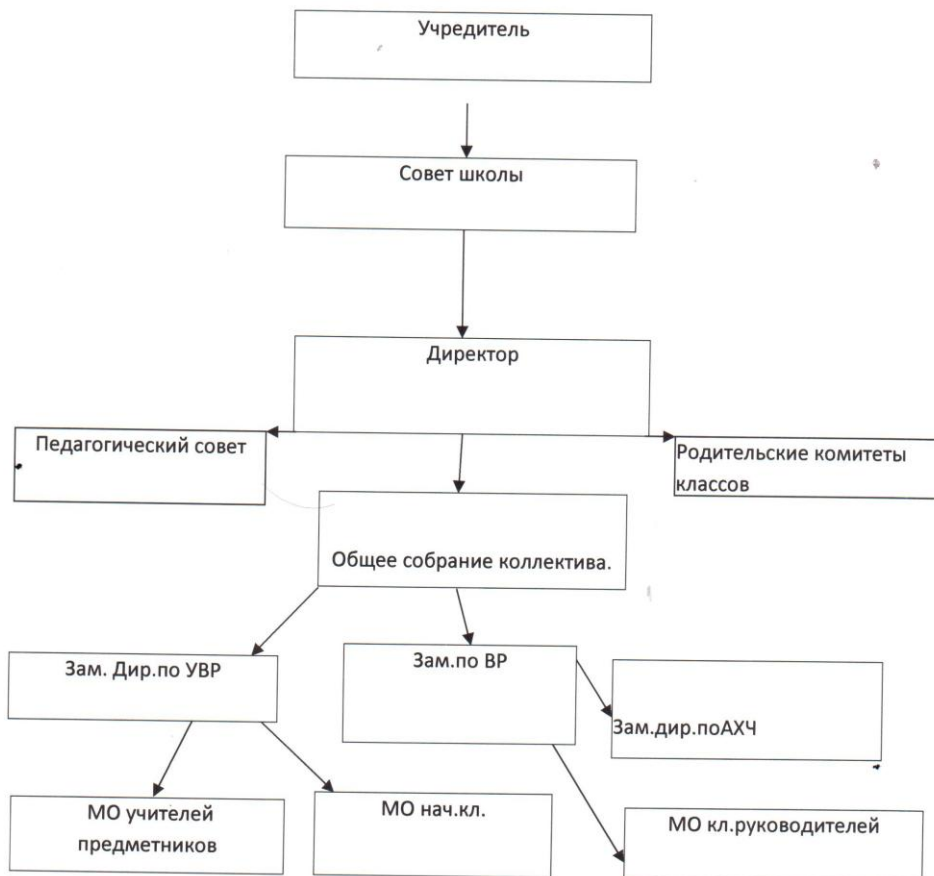 Учредитель
Совет школы
Директор
Педагогический совет
Родительские комитеты
классов
Общее собрание коллектива.
Зам. Дир.по УВР
Зам.по ВР
Зам.дир.поАХЧ
МО учителей
предметников
МО нач.кл.
МО кл.руководителей